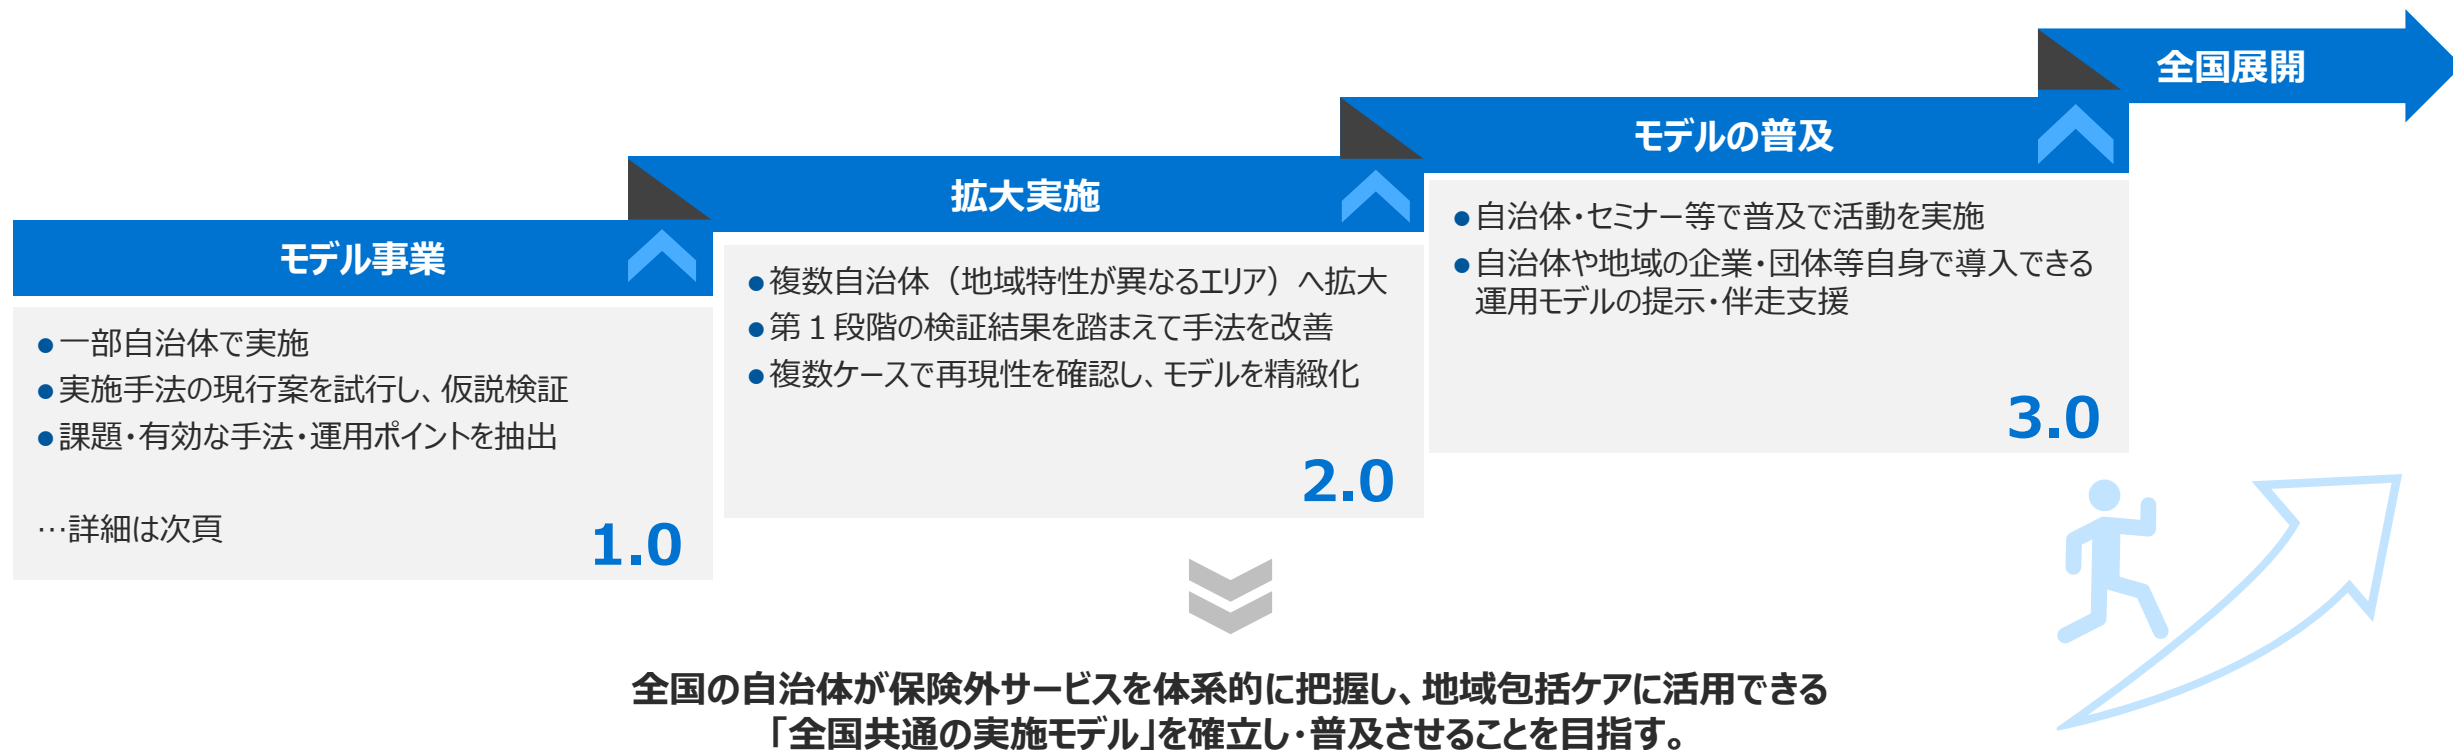 モデル事業
●一部自治体で実施
●実施手法の現行案を試行し、仮説検証
●課題・有効な手法・運用ポイントを抽出
…詳細は次頁
1.0
拡大実施
●複数自治体（地域特性が異なるエリア）へ拡大
●第１段階の検証結果を踏まえて手法を改善
●複数ケースで再現性を確認し、モデルを精緻化
2.0
モデルの普及
●自治体・セミナー等で普及で活動を実施
●自治体や地域の企業・団体等自身で導入できる
運用モデルの提示・伴走支援
3.0
全国展開
全国の自治体が保険外サービスを体系的に把握し、地域包括ケアに活用できる
「全国共通の実施モデル」を確立し・普及させることを目指す。